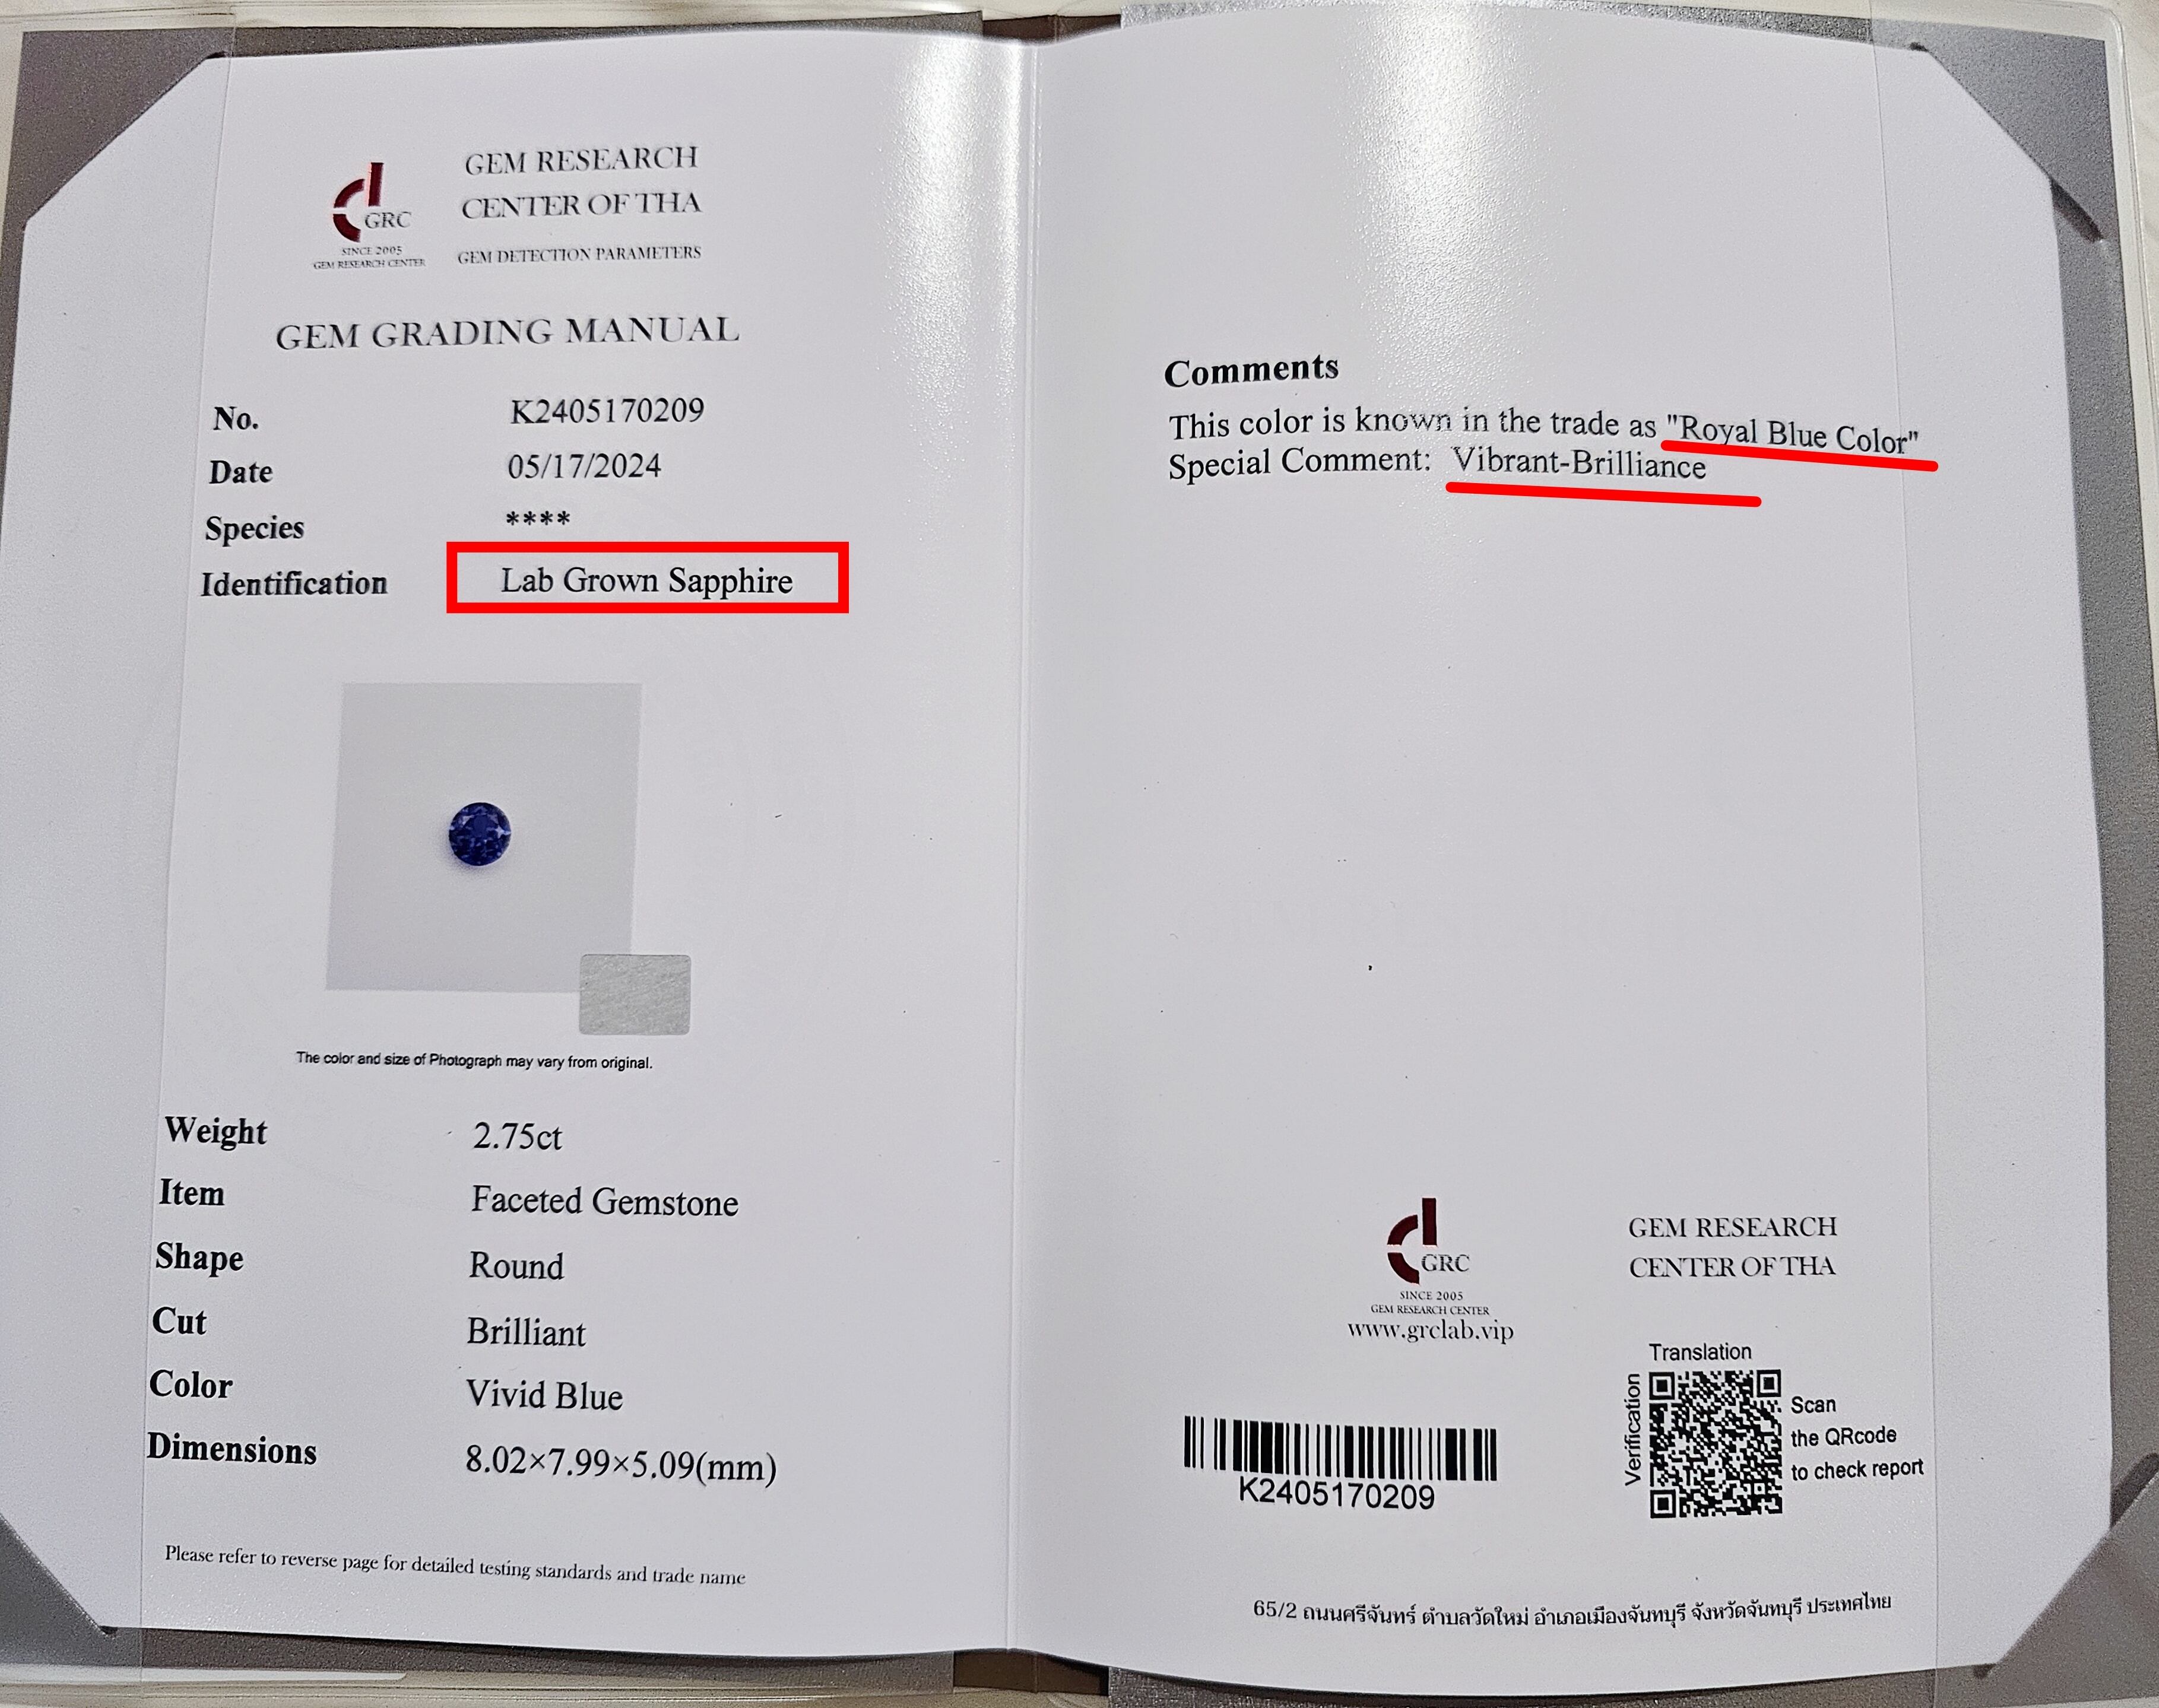 GRC
SINCE 2005
GEM RESEARCH CENTER
GEM RESEARCH
CENTER OF THA
GEM DETECTION PARAMETERS
GEM GRADING MANUAL
No. K2405170209
Date 05/17/2024
Species ****
Identification Lab Grown Sapphire
The color and size of Photograph may vary from original.
Weight 2.75ct
Item Faceted Gemstone
Shape Round
Cut Brilliant
Color Vivid Blue
Dimensions 8.02×7.99×5.09(mm)
Please refer to reverse page for detailed testing standards and trade name
Comments
This color is known in the trade as "Royal Blue Color"
Special Comment: Vibrant-Brilliance
GRC
SINCE 2005
GEM RESEARCH CENTER
www.grclab.vip
GEM RESEARCH
CENTER OF THA
K2405170209
Translation
Verification
Scan
the QRcode
to check report
65/2 ถนนศรีจันทร์ ตำบลวัดใหม่ อำเภอเมืองจันทบุรี จังหวัดจันทบุรี ประเทศไทย